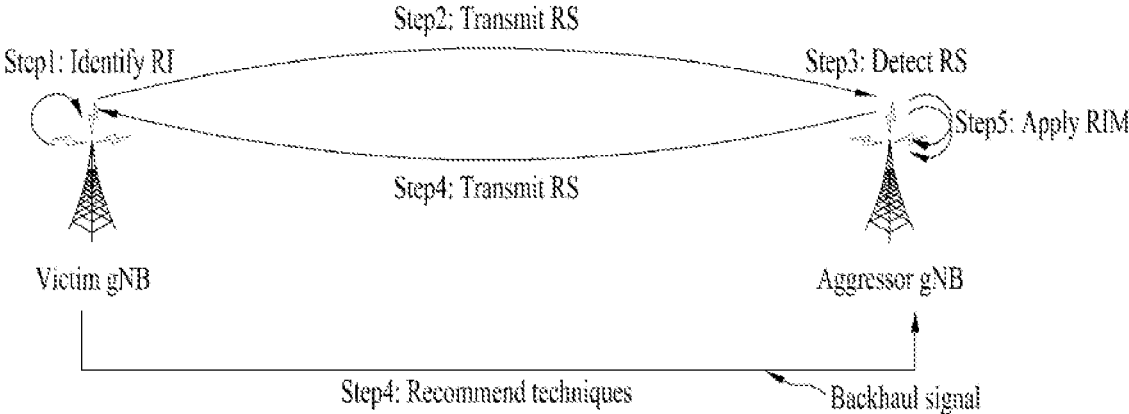 Step2: Transmit RS
Step1: Identify RI
Step3: Detect RS
Step5: Apply RIM
Step4: Transmit RS
Victim gNB
Aggressor gNB
Step4: Recommend techniques
Backhaul signal